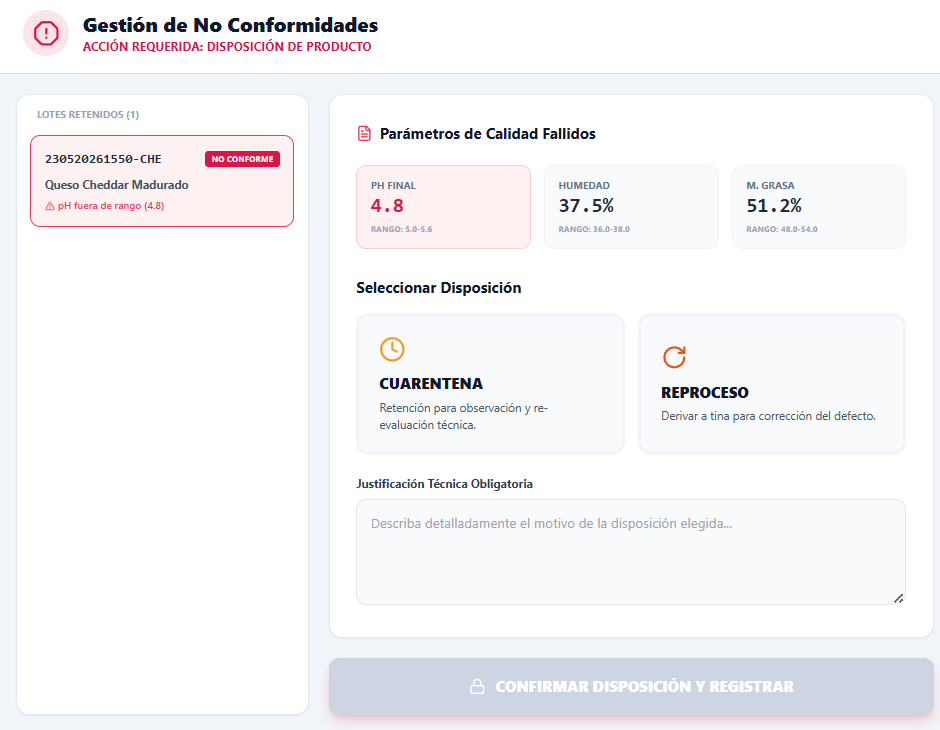 Gestión de No Conformidades
ACCIÓN REQUERIDA: DISPOSICIÓN DE PRODUCTO
LOTES RETENIDOS (1)
230520261550-CHE
NO CONFORME
Queso Cheddar Madurado
pH fuera de rango (4.8)
Parámetros de Calidad Fallidos
PH FINAL
4.8
RANGO: 5.0-5.6
HUMEDAD
37.5%
RANGO: 36.0-38.0
M. GRASA
51.2%
RANGO: 48.0-54.0
Seleccionar Disposición
CUARENTENA
Retención para observación y re-
evaluación técnica.
REPROCESO
Derivar a tina para corrección del defecto.
Justificación Técnica Obligatoria
Describa detalladamente el motivo de la disposición elegida...
CONFIRMAR DISPOSICIÓN Y REGISTRAR